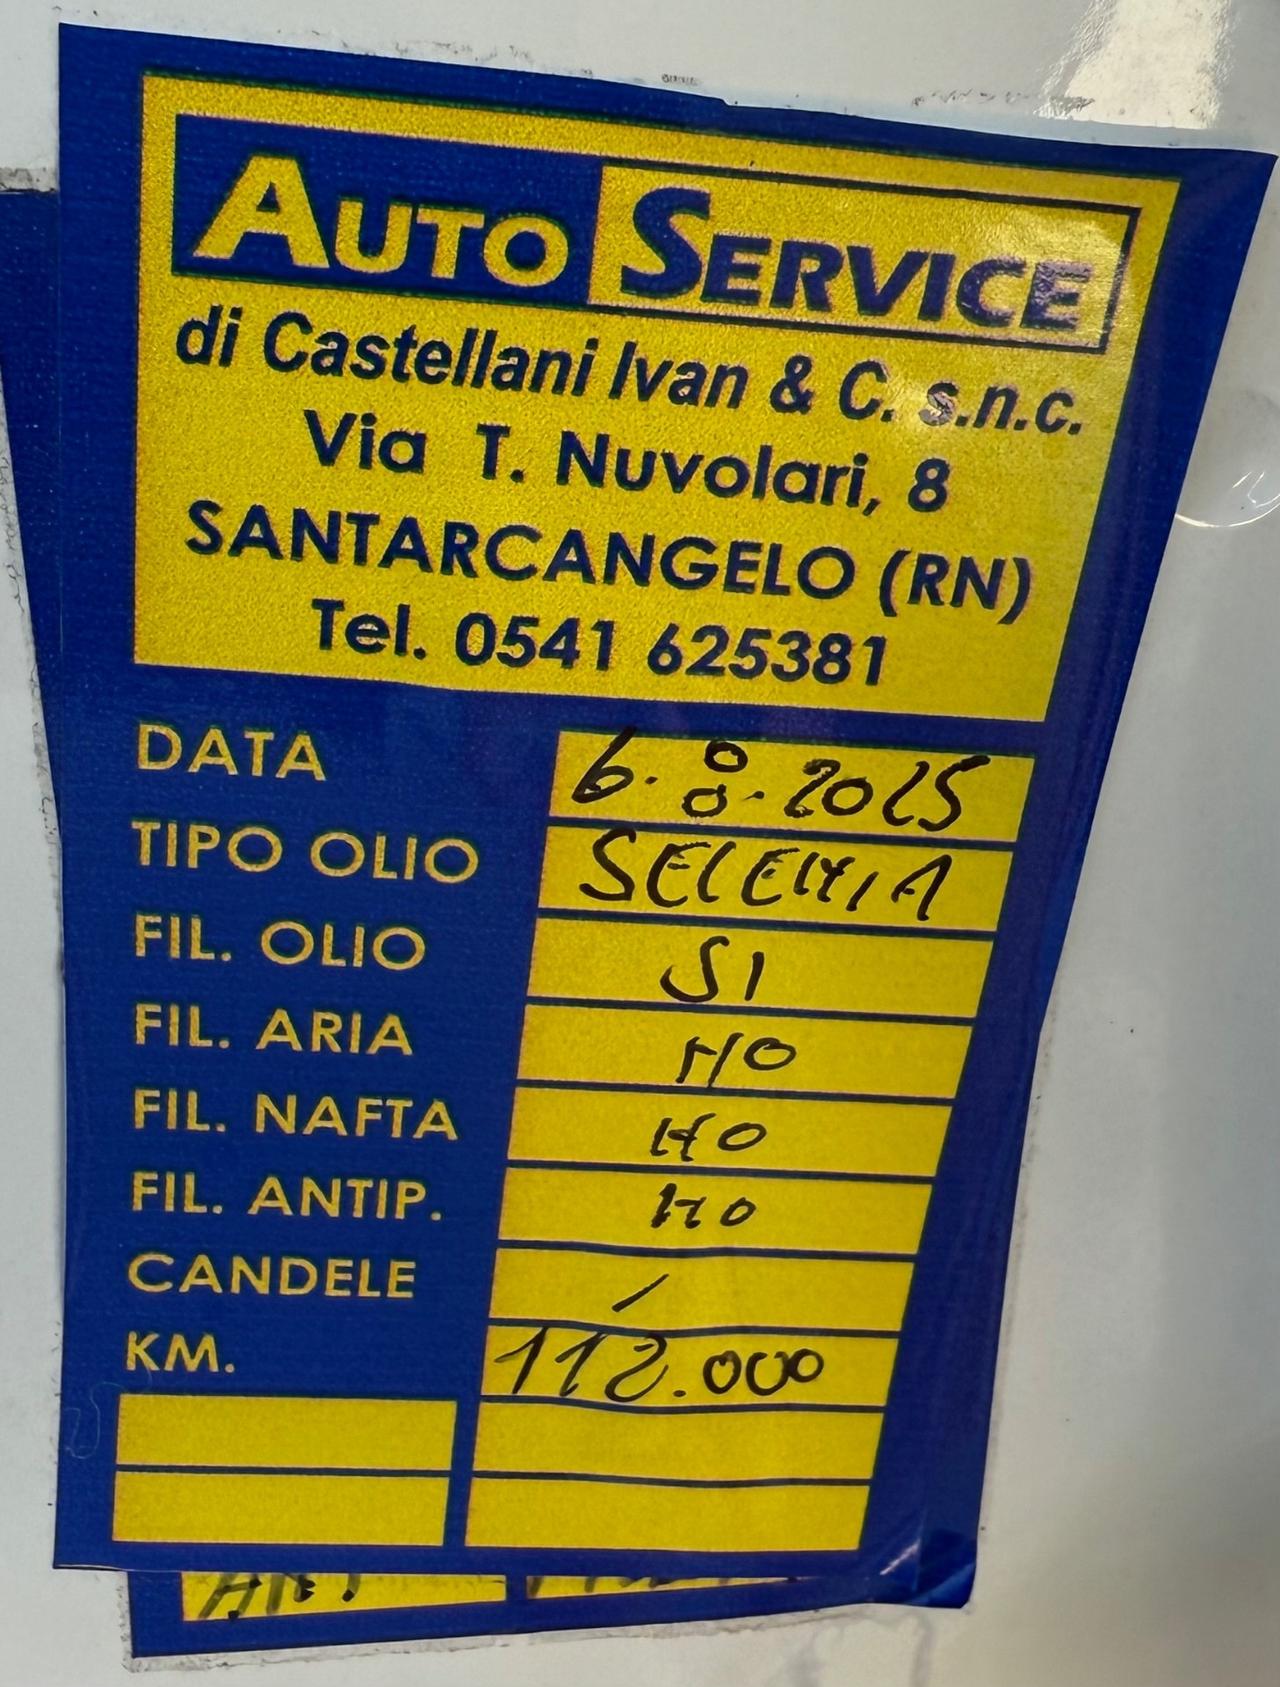 AUTO SERVICE
di Castellani Ivan & C. s.n.c.
Via T. Nuvolari, 8
SANTARCANGELO (RN)
Tel. 0541 625381
DATA 6.8.2025
TIPO OLIO SELENIA
FIL. OLIO SI
FIL. ARIA NO
FIL. NAFTA NO
FIL. ANTIP. NO
CANDELE /
KM. 112.000